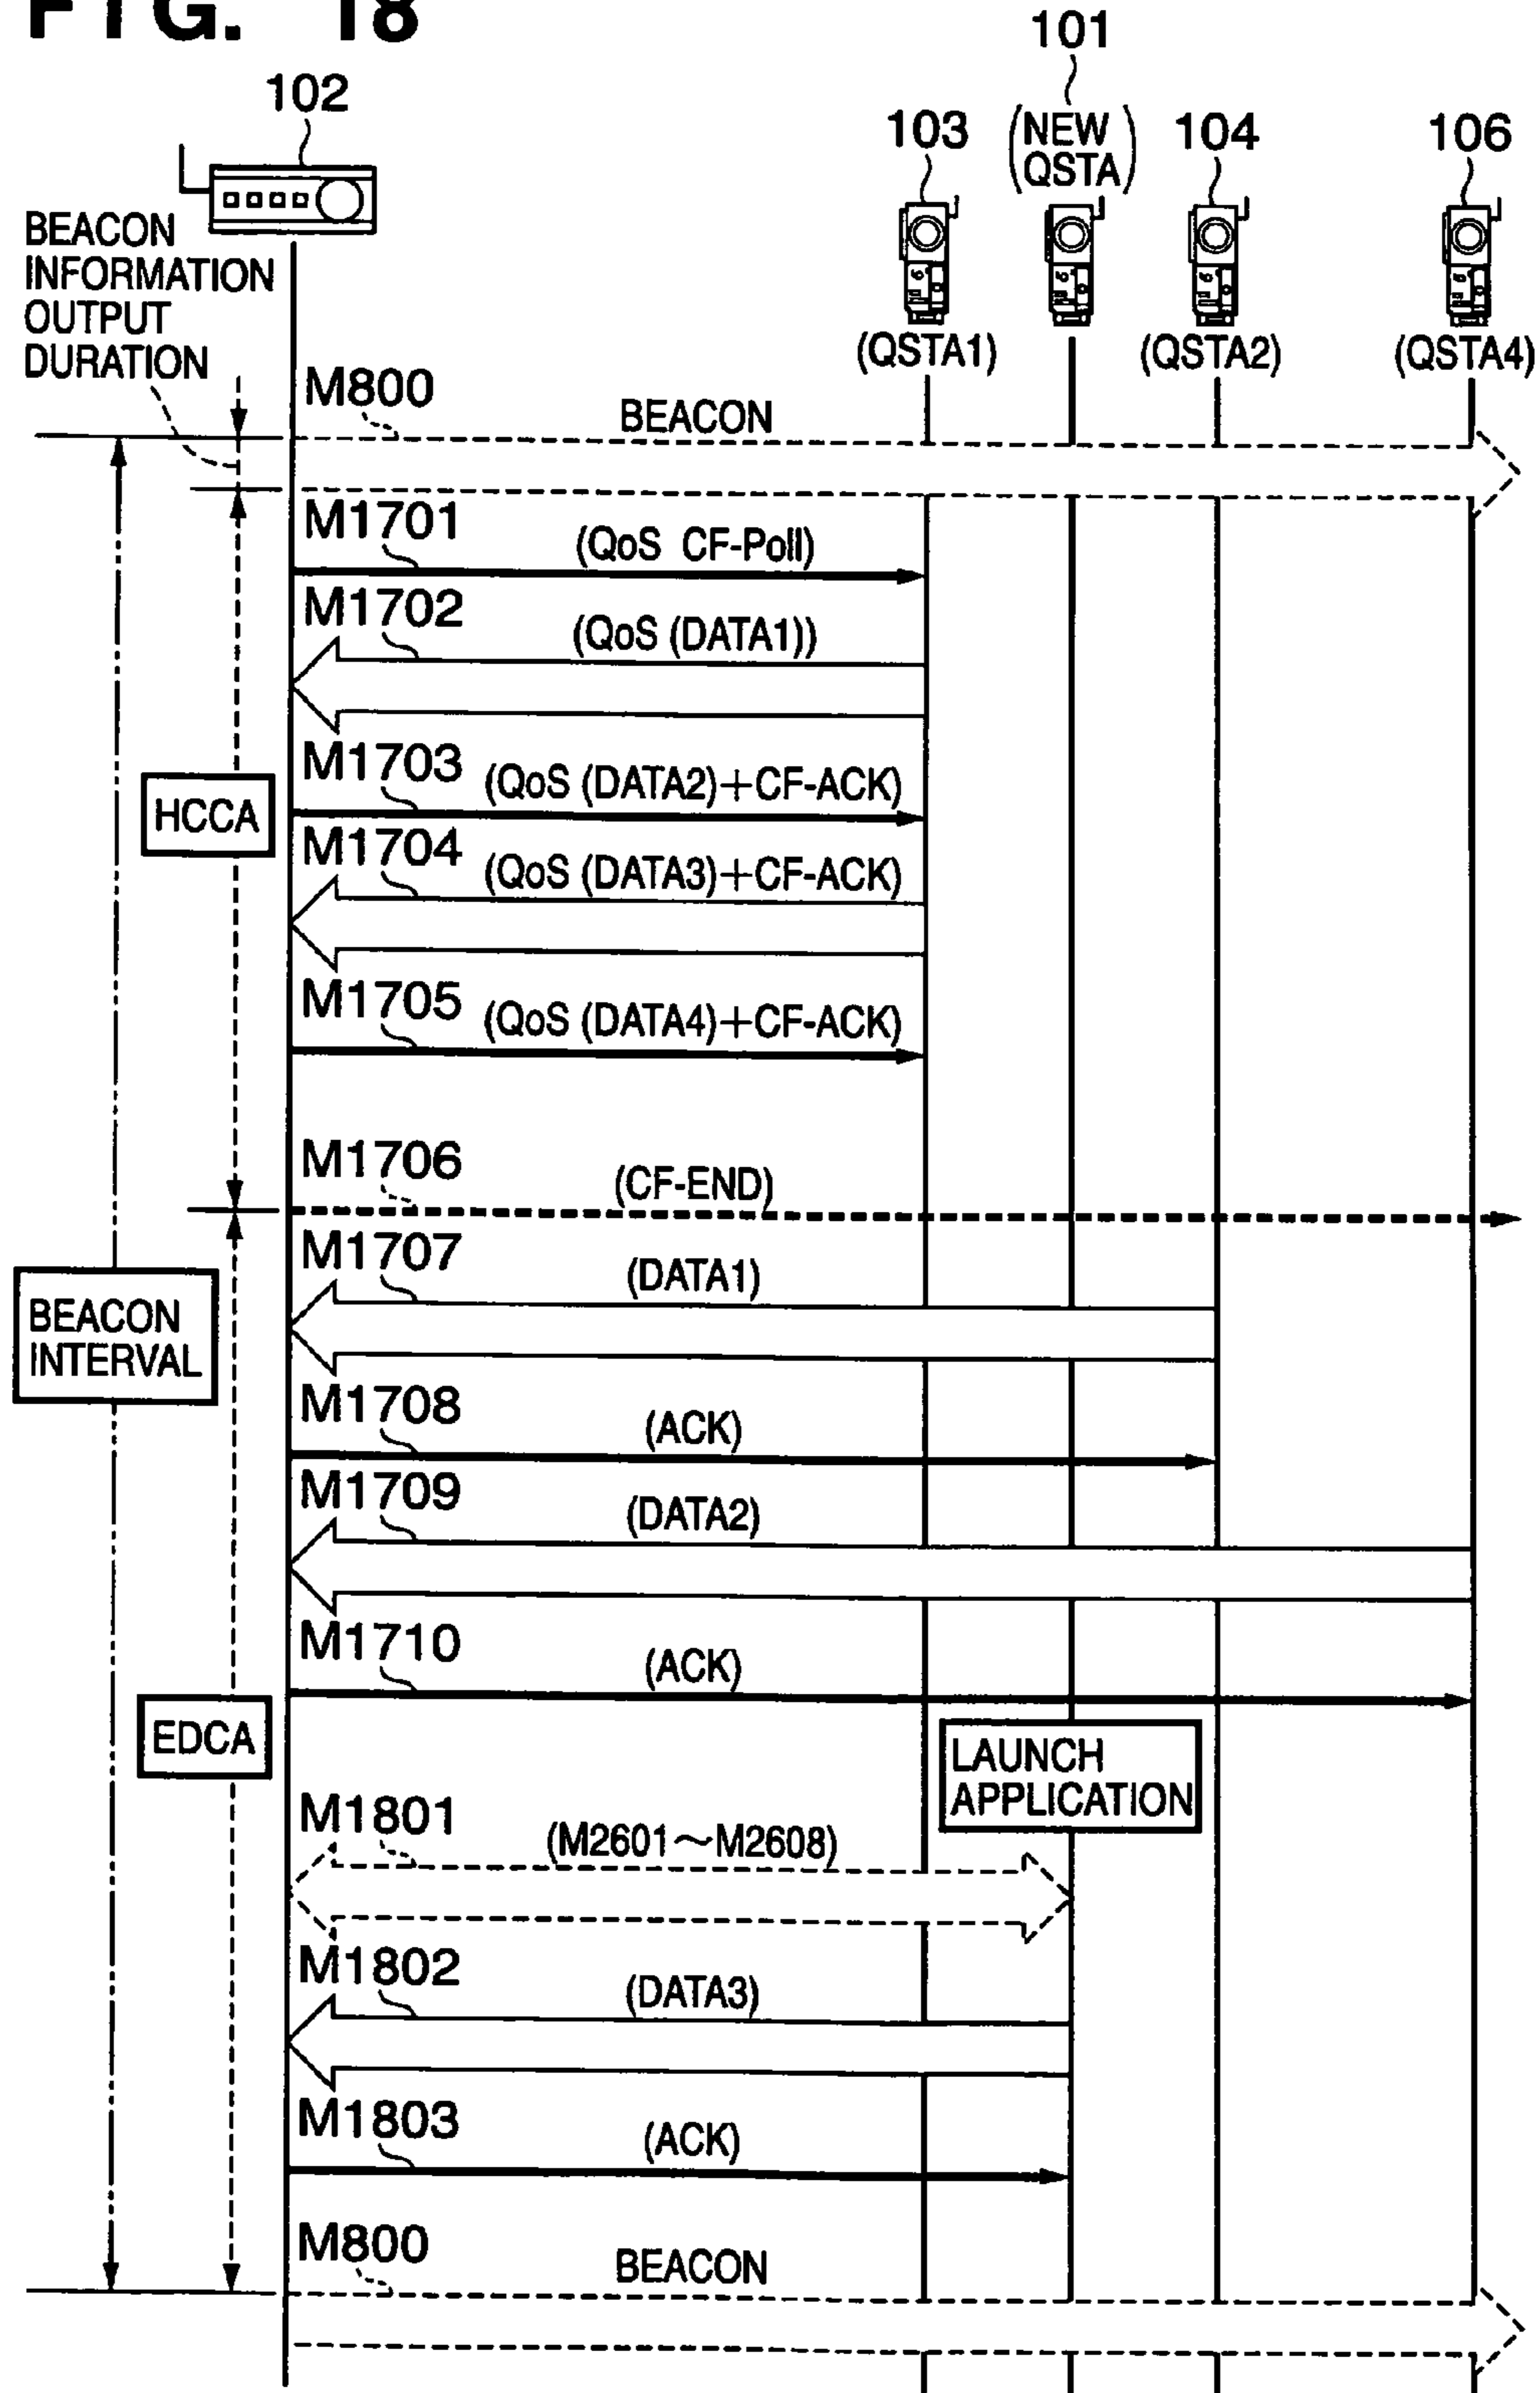 FIG. 18
102
103
101
(NEW
QSTA)
104
106
BEACON
INFORMATION
OUTPUT
DURATION
(QSTA1)
(QSTA2)
(QSTA4)
M800
BEACON
M1701
(QoS CF-Poll)
M1702
(QoS (DATA1))
M1703
(QoS (DATA2)+CF-ACK)
HCCA
M1704
(QoS (DATA3)+CF-ACK)
M1705
(QoS (DATA4)+CF-ACK)
M1706
(CF-END)
M1707
(DATA1)
BEACON
INTERVAL
M1708
(ACK)
M1709
(DATA2)
M1710
(ACK)
EDCA
LAUNCH
APPLICATION
M1801
(M2601~M2608)
M1802
(DATA3)
M1803
(ACK)
M800
BEACON